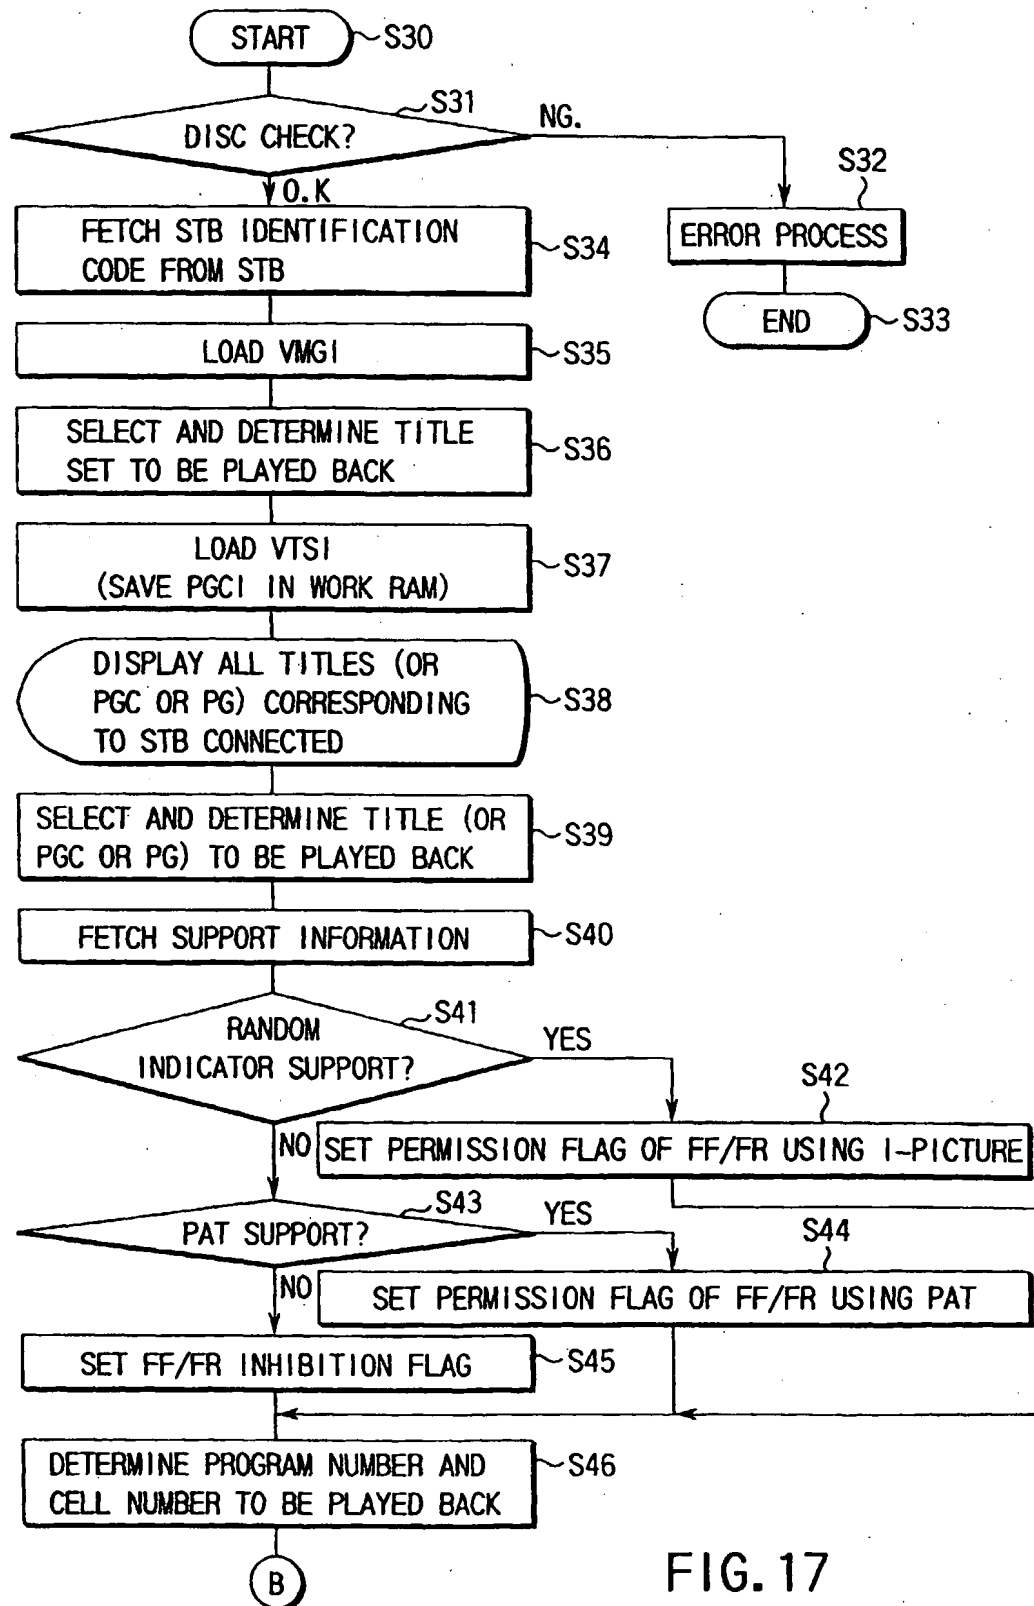 START
S30
S31
DISC CHECK?
NG.
O.K
S32
ERROR PROCESS
END
S33
FETCH STB IDENTIFICATION
CODE FROM STB
S34
LOAD VMGI
S35
SELECT AND DETERMINE TITLE
SET TO BE PLAYED BACK
S36
LOAD VTSI
(SAVE PGCI IN WORK RAM)
S37
DISPLAY ALL TITLES (OR
PGC OR PG) CORRESPONDING
TO STB CONNECTED
S38
SELECT AND DETERMINE TITLE (OR
PGC OR PG) TO BE PLAYED BACK
S39
FETCH SUPPORT INFORMATION
S40
S41
RANDOM
INDICATOR SUPPORT?
YES
NO
S42
SET PERMISSION FLAG OF FF/FR USING I-PICTURE
S43
PAT SUPPORT?
YES
NO
S44
SET PERMISSION FLAG OF FF/FR USING PAT
SET FF/FR INHIBITION FLAG
S45
DETERMINE PROGRAM NUMBER AND
CELL NUMBER TO BE PLAYED BACK
S46
B
FIG. 17